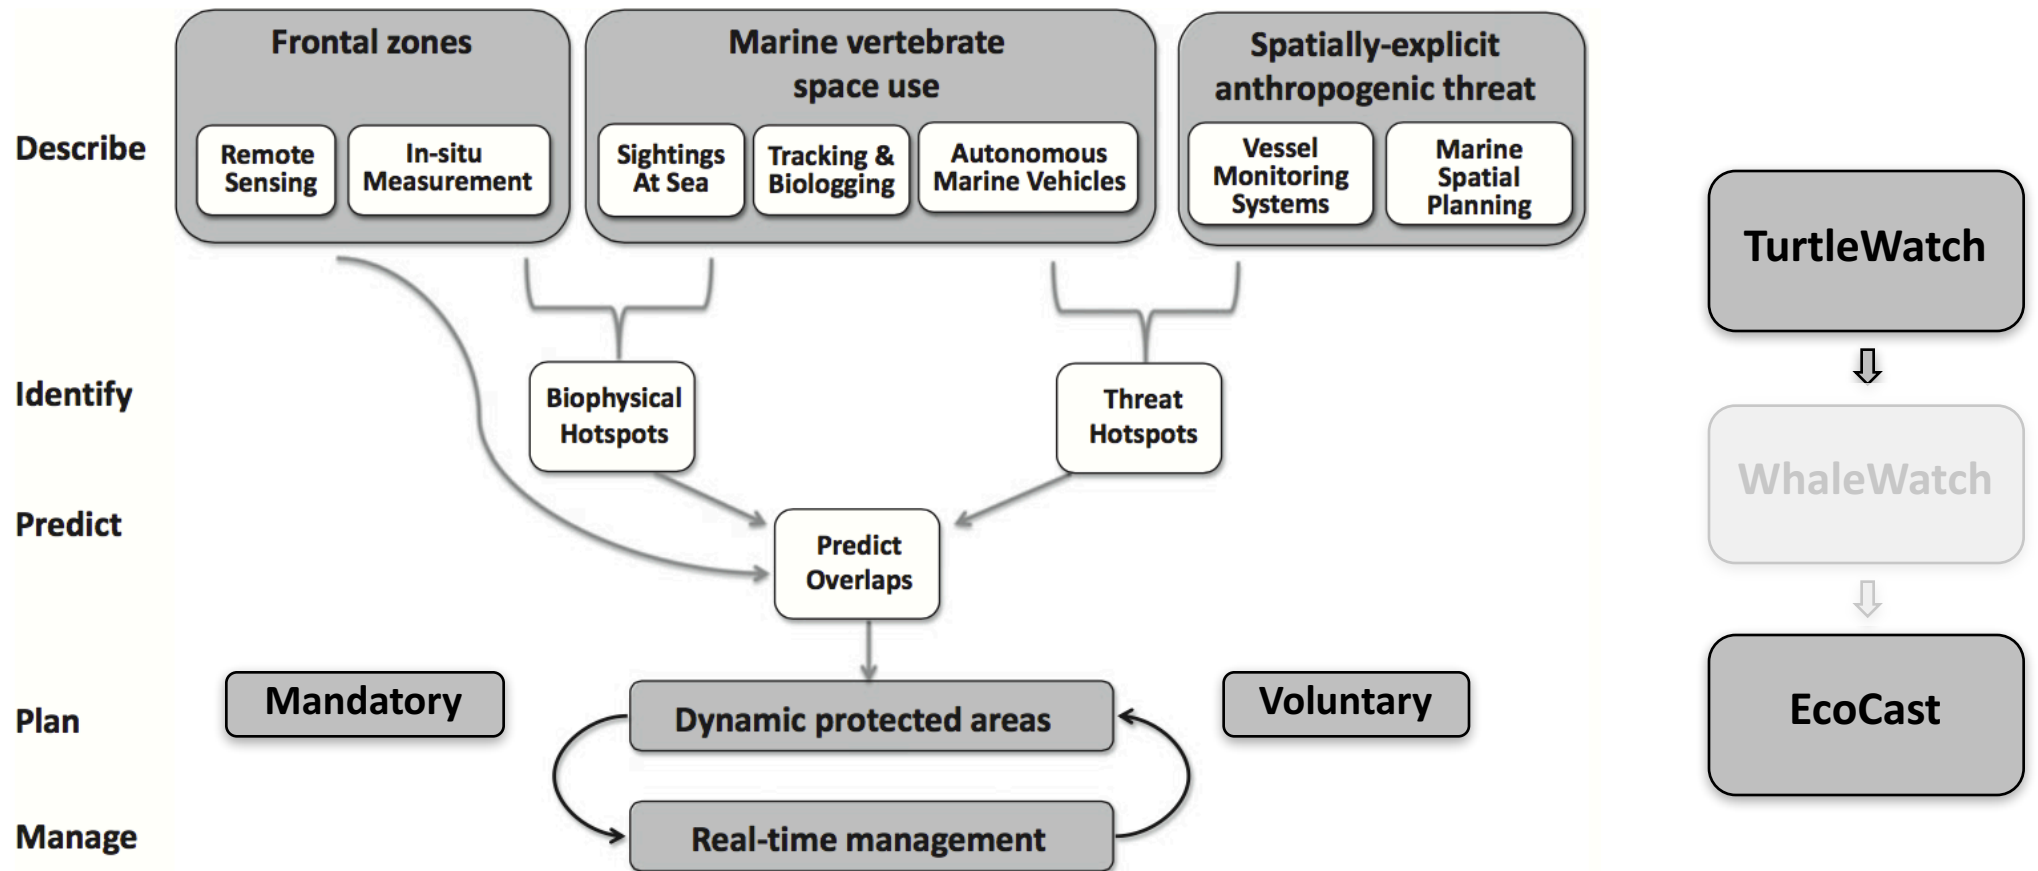 Frontal zones
Marine vertebrate
space use
Spatially-explicit
anthropogenic threat
Describe
Remote
Sensing
In-situ
Measurement
Sightings
At Sea
Tracking &
Biologging
Autonomous
Marine Vehicles
Vessel
Monitoring
Systems
Marine
Spatial
Planning
TurtleWatch
Identify
Biophysical
Hotspots
Threat
Hotspots
WhaleWatch
Predict
Predict
Overlaps
Plan
Mandatory
Dynamic protected areas
Voluntary
EcoCast
Manage
Real-time management